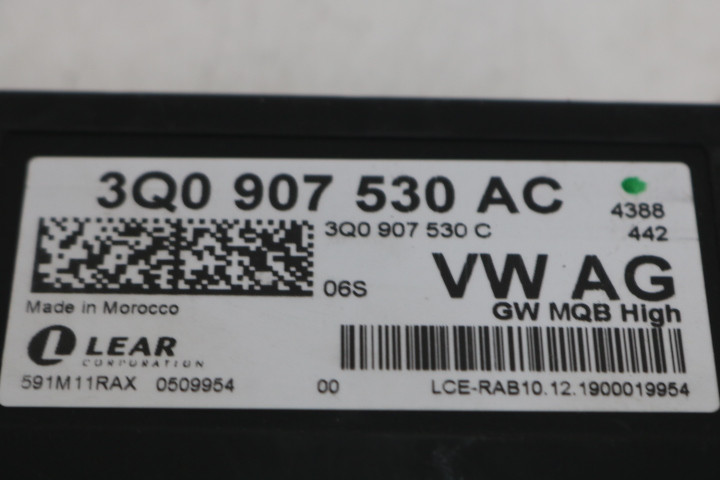 3Q0 907 530 AC
4388
442
3Q0 907 530 C
06S
VW AG
GW MQB High
Made in Morocco
LEAR
CORPORATION
591M11RAX 0509954 00 LCE-RAB10.12.1900019954